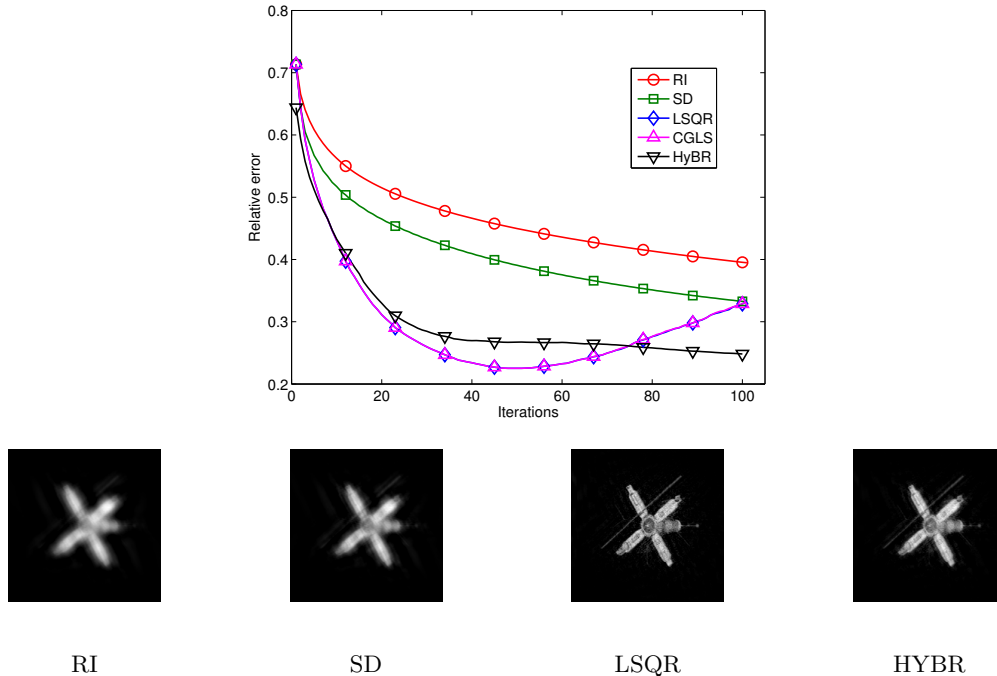 0.8
0.7
0.6
0.5
0.4
0.3
0.2
Relative error
0 20 40 60 80 100
Iterations
RI
SD
LSQR
CGLS
HyBR
RI SD LSQR HYBR